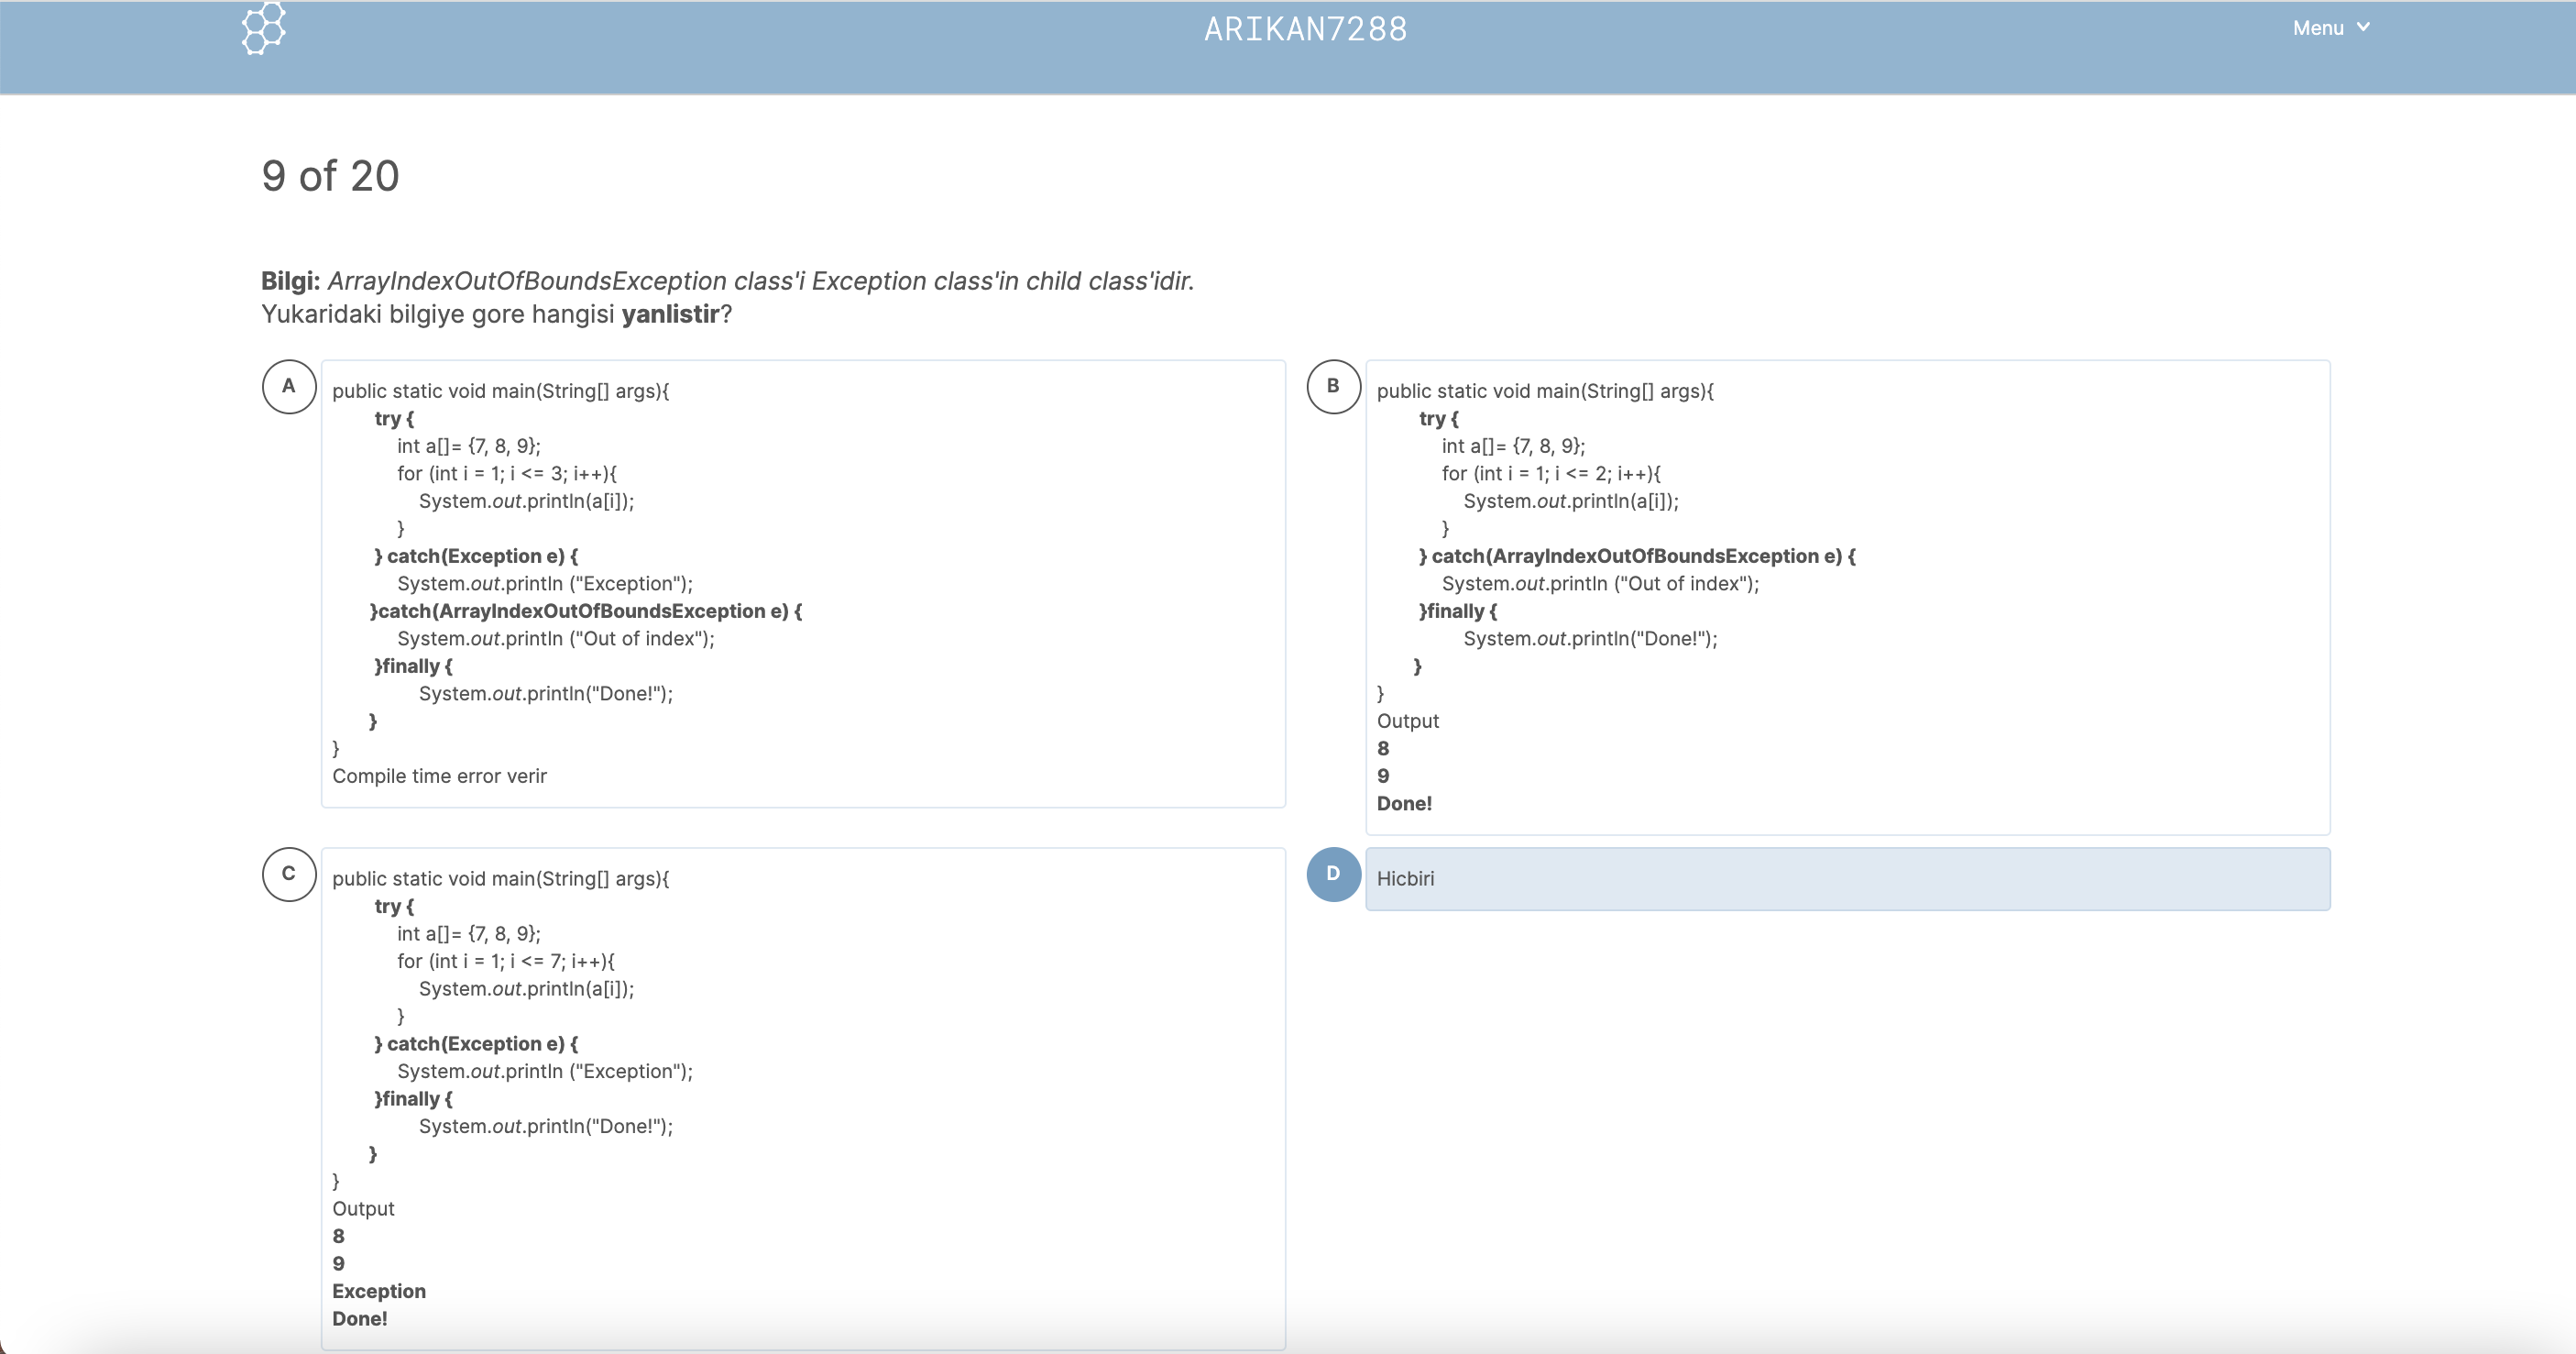 ARIKAN7288
Menu
9 of 20
Bilgi: ArrayIndexOutOfBoundsException class'i Exception class'in child class'idir.
Yukaridaki bilgiye gore hangisi yanlistir?
A
public static void main(String[] args){
try {
int a[]= {7, 8, 9};
for (int i = 1; i <= 3; i++){
System.out.println(a[i]);
}
} catch(Exception e) {
System.out.println ("Exception");
}catch(ArrayIndexOutOfBoundsException e) {
System.out.println ("Out of index");
}finally {
System.out.println("Done!");
}
}
Compile time error verir
B
public static void main(String[] args){
try {
int a[]= {7, 8, 9};
for (int i = 1; i <= 2; i++){
System.out.println(a[i]);
}
} catch(ArrayIndexOutOfBoundsException e) {
System.out.println ("Out of index");
}finally {
System.out.println("Done!");
}
}
Output
8
9
Done!
C
public static void main(String[] args){
try {
int a[]= {7, 8, 9};
for (int i = 1; i <= 7; i++){
System.out.println(a[i]);
}
} catch(Exception e) {
System.out.println ("Exception");
}finally {
System.out.println("Done!");
}
}
Output
8
9
Exception
Done!
D
Hicbiri